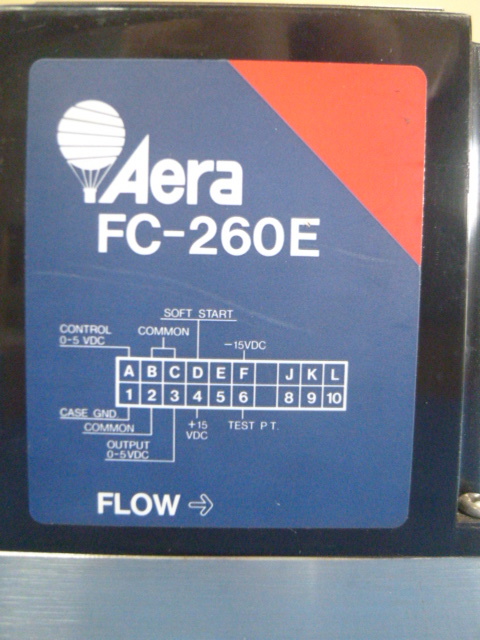 Aera
FC-260E
SOFT START
CONTROL
0-5 VDC
COMMON
-15VDC
A B C D E F J K L
1 2 3 4 5 6 8 9 10
CASE GND
COMMON
OUTPUT
0-5VDC
+15
VDC
TEST PT.
FLOW →